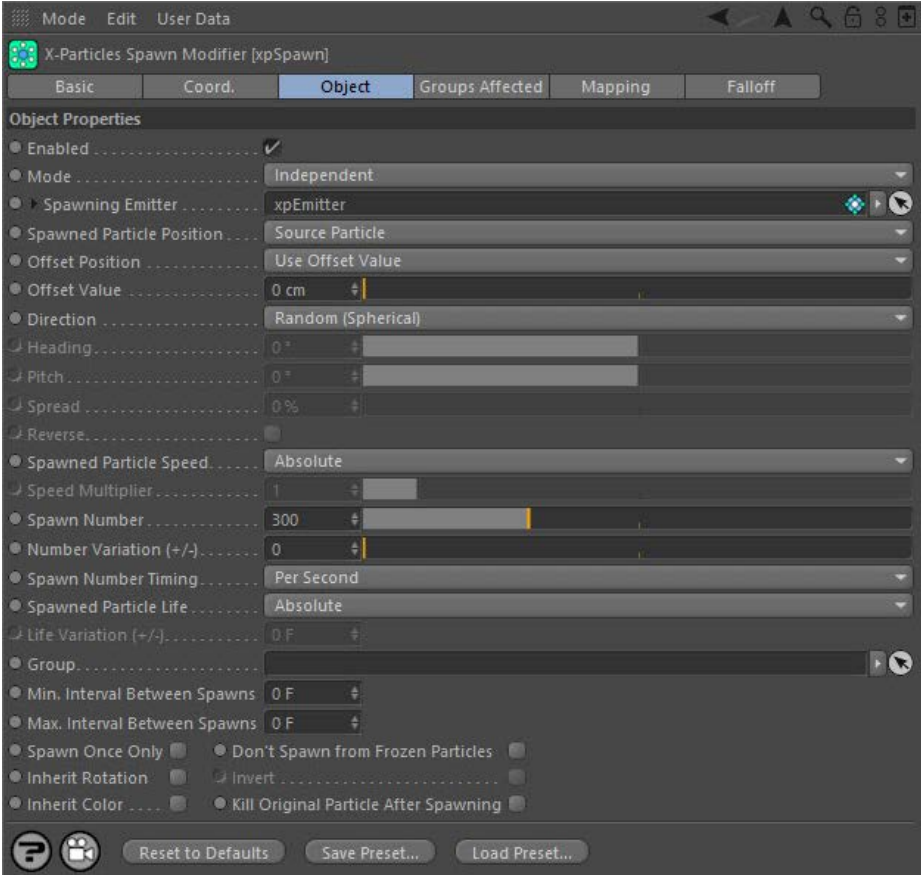 Mode Edit User Data
X-Particles Spawn Modifier [xpSpawn]
Basic Coord. Object Groups Affected Mapping Falloff
Object Properties
Enabled
Mode Independent
Spawning Emitter xpEmitter
Spawned Particle Position Source Particle
Offset Position Use Offset Value
Offset Value 0 cm
Direction Random (Spherical)
Heading 0 °
Pitch 0 °
Spread 0 %
Reverse
Spawned Particle Speed Absolute
Speed Multiplier 1
Spawn Number 300
Number Variation (+/-) 0
Spawn Number Timing Per Second
Spawned Particle Life Absolute
Life Variation (+/-) 0 F
Group
Min. Interval Between Spawns 0 F
Max. Interval Between Spawns 0 F
Spawn Once Only Don't Spawn from Frozen Particles
Inherit Rotation Invert
Inherit Color Kill Original Particle After Spawning
Reset to Defaults Save Preset... Load Preset...